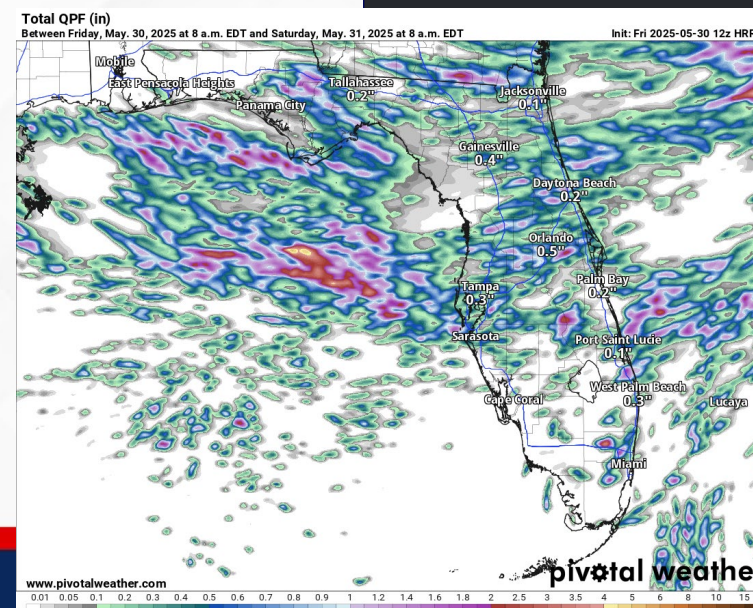 Total QPF (in)
Between Friday, May. 30, 2025 at 8 a.m. EDT and Saturday, May. 31, 2025 at 8 a.m. EDT Init: Fri 2025-05-30 12z HRR
Mobile
East Pensacola Heights
Tallahassee
0.2"
Panama City
Jacksonville
0.1"
Gainesville
0.4"
Daytona Beach
0.2"
Orlando
0.5"
Tampa
0.3"
Palm Bay
0.2"
Sarasota
Port Saint Lucie
0.1"
West Palm Beach
0.3"
Cape Coral
Lucaya
Miami
www.pivotalweather.com
pivotal weathe
0.01 0.05 0.1 0.2 0.3 0.4 0.5 0.6 0.7 0.8 0.9 1 1.2 1.4 1.6 1.8 2 2.5 3 3.5 4 5 6 8 10 15